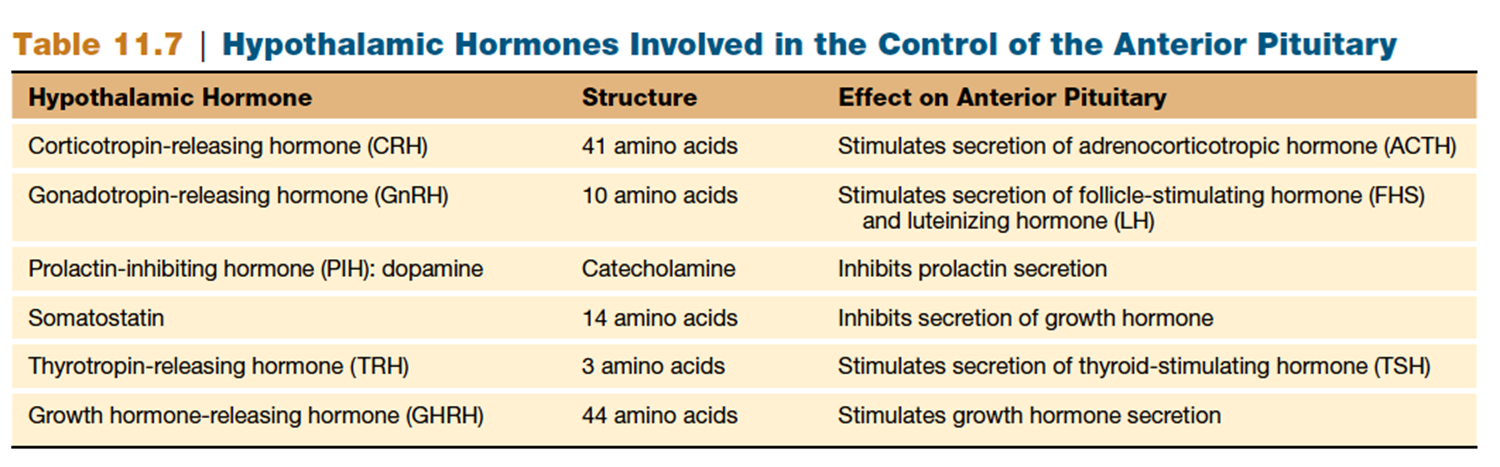 Table 11.7 | Hypothalamic Hormones Involved in the Control of the Anterior Pituitary
Hypothalamic Hormone Structure Effect on Anterior Pituitary
Corticotropin-releasing hormone (CRH) 41 amino acids Stimulates secretion of adrenocorticotropic hormone (ACTH)
Gonadotropin-releasing hormone (GnRH) 10 amino acids Stimulates secretion of follicle-stimulating hormone (FHS)
and luteinizing hormone (LH)
Prolactin-inhibiting hormone (PIH): dopamine Catecholamine Inhibits prolactin secretion
Somatostatin 14 amino acids Inhibits secretion of growth hormone
Thyrotropin-releasing hormone (TRH) 3 amino acids Stimulates secretion of thyroid-stimulating hormone (TSH)
Growth hormone-releasing hormone (GHRH) 44 amino acids Stimulates growth hormone secretion